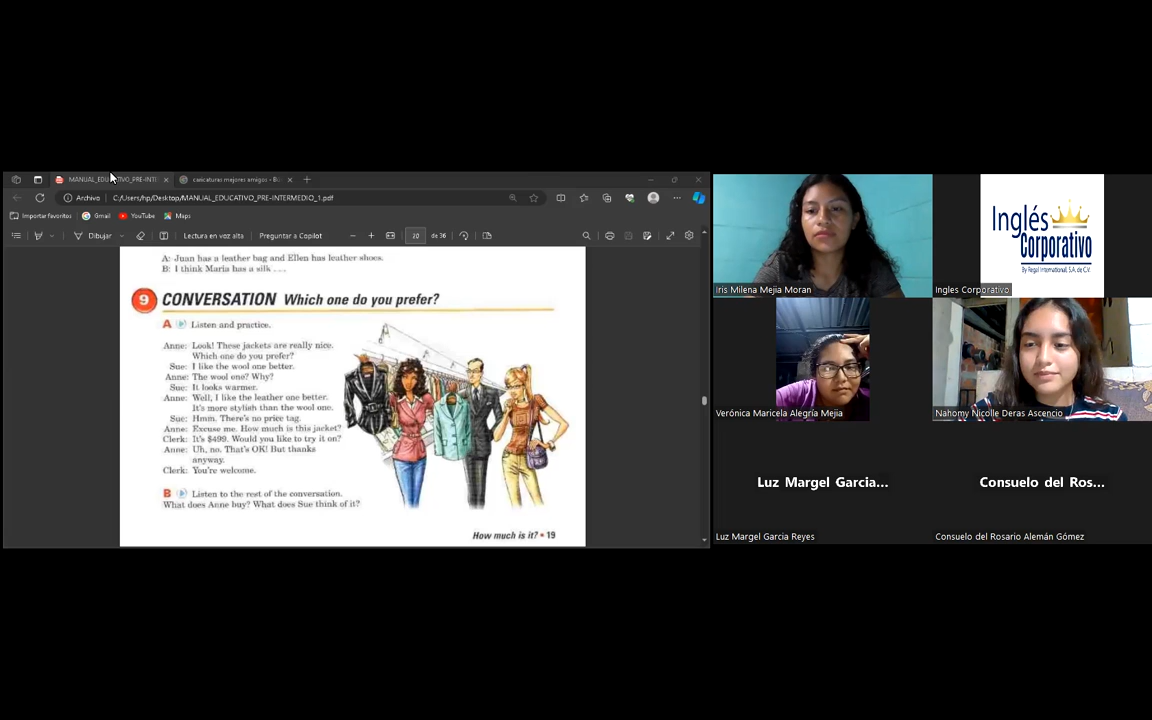 MANUAL_EDUCATIVO_PRE-INTE
caricaturas mejores amigos - Bu
Archivo
C:/Users/hp/Desktop/MANUAL_EDUCATIVO_PRE-INTERMEDIO_1.pdf
Importar favoritos
Gmail
YouTube
Maps
Dibujar
Lectura en voz alta
Preguntar a Copilot
20
de 36
A: Juan has a leather bag and Ellen has leather shoes.
B: I think Maria has a silk . . .
9 CONVERSATION Which one do you prefer?
A Listen and practice.
Anne: Look! These jackets are really nice.
Which one do you prefer?
Sue: I like the wool one better.
Anne: The wool one? Why?
Sue: It looks warmer.
Anne: Well, I like the leather one better.
It's more stylish than the wool one.
Sue: Hmm. There's no price tag.
Anne: Excuse me. How much is this jacket?
Clerk: It's $499. Would you like to try it on?
Anne: Uh, no. That's OK! But thanks
anyway.
Clerk: You're welcome.
B Listen to the rest of the conversation.
What does Anne buy? What does Sue think of it?
How much is it? • 19
Iris Milena Mejia Moran
Inglés
Corporativo
By Regal International, S.A. de C.V.
Ingles Corporativo
Verónica Maricela Alegría Mejia
Nahomy Nicolle Deras Ascencio
Luz Margel Garcia...
Luz Margel Garcia Reyes
Consuelo del Ros...
Consuelo del Rosario Alemán Gómez